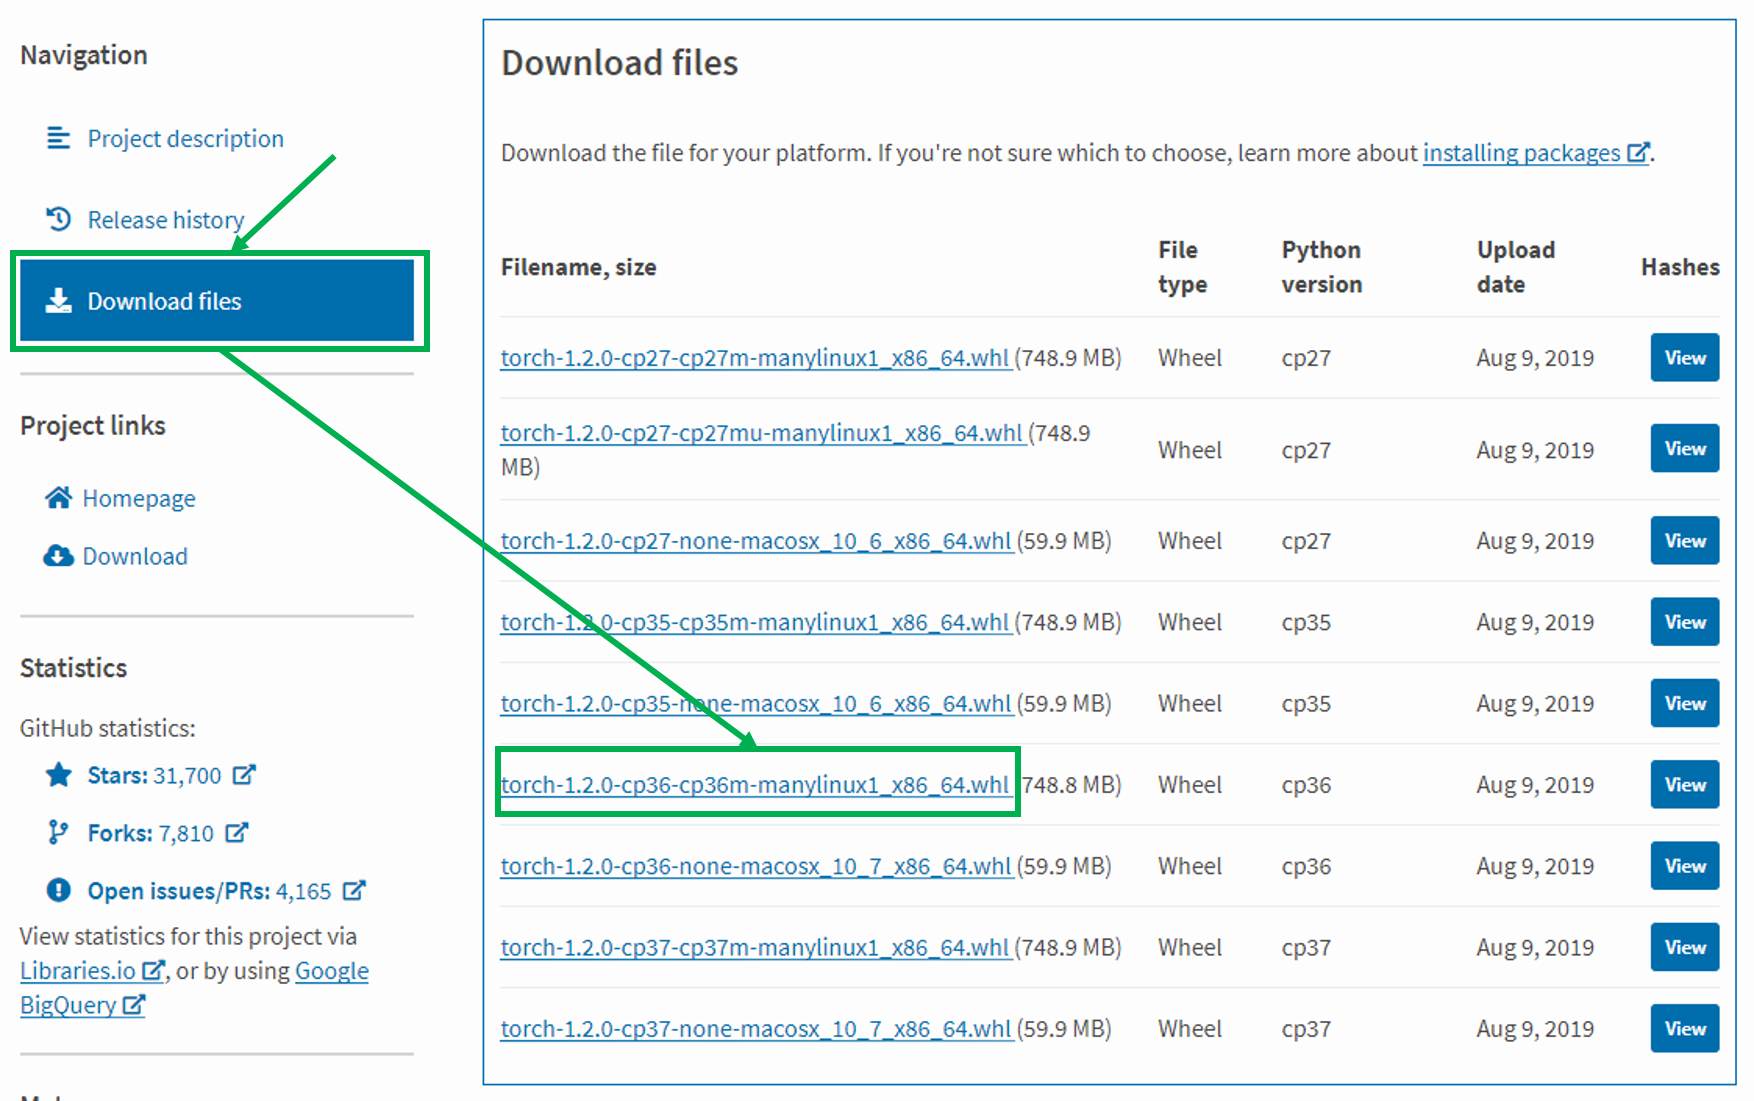 Navigation
Project description
Release history
Download files
Project links
Homepage
Download
Statistics
GitHub statistics:
Stars: 31,700
Forks: 7,810
Open issues/PRs: 4,165
View statistics for this project via
Libraries.io, or by using Google
BigQuery
Download files
Download the file for your platform. If you're not sure which to choose, learn more about installing packages.
Filename, size File type Python version Upload date Hashes
torch-1.2.0-cp27-cp27m-manylinux1_x86_64.whl (748.9 MB) Wheel cp27 Aug 9, 2019 View
torch-1.2.0-cp27-cp27mu-manylinux1_x86_64.whl (748.9
MB) Wheel cp27 Aug 9, 2019 View
torch-1.2.0-cp27-none-macosx_10_6_x86_64.whl (59.9 MB) Wheel cp27 Aug 9, 2019 View
torch-1.2.0-cp35-cp35m-manylinux1_x86_64.whl (748.9 MB) Wheel cp35 Aug 9, 2019 View
torch-1.2.0-cp35-none-macosx_10_6_x86_64.whl (59.9 MB) Wheel cp35 Aug 9, 2019 View
torch-1.2.0-cp36-cp36m-manylinux1_x86_64.whl 748.8 MB) Wheel cp36 Aug 9, 2019 View
torch-1.2.0-cp36-none-macosx_10_7_x86_64.whl (59.9 MB) Wheel cp36 Aug 9, 2019 View
torch-1.2.0-cp37-cp37m-manylinux1_x86_64.whl (748.9 MB) Wheel cp37 Aug 9, 2019 View
torch-1.2.0-cp37-none-macosx_10_7_x86_64.whl (59.9 MB) Wheel cp37 Aug 9, 2019 View